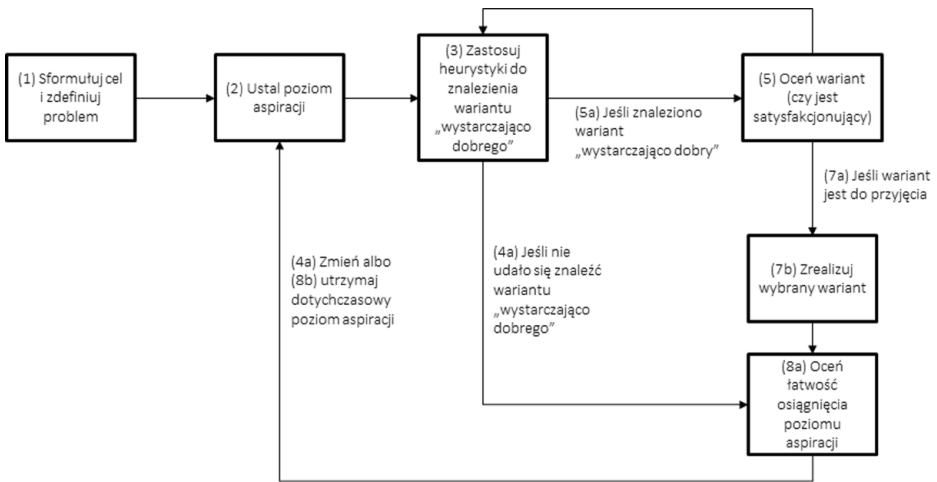 (1) Sformułuj cel
i zdefiniuj
problem
(2) Ustal poziom
aspiracji
(3) Zastosuj
heurystyki do
znalezienia
wariantu
„wystarczająco
dobrego”
(5a) Jeśli znaleziono
wariant
„wystarczająco dobry”
(5) Oceń wariant
(czy jest
satysfakcjonujący)
(7a) Jeśli wariant
jest do przyjęcia
(4a) Zmień albo
(8b) utrzymaj
dotychczasowy
poziom aspiracji
(4a) Jeśli nie
udało się znaleźć
wariantu
„wystarczająco
dobrego”
(7b) Zrealizuj
wybrany wariant
(8a) Oceń
łatwość
osiągnięcia
poziomu
aspiracji